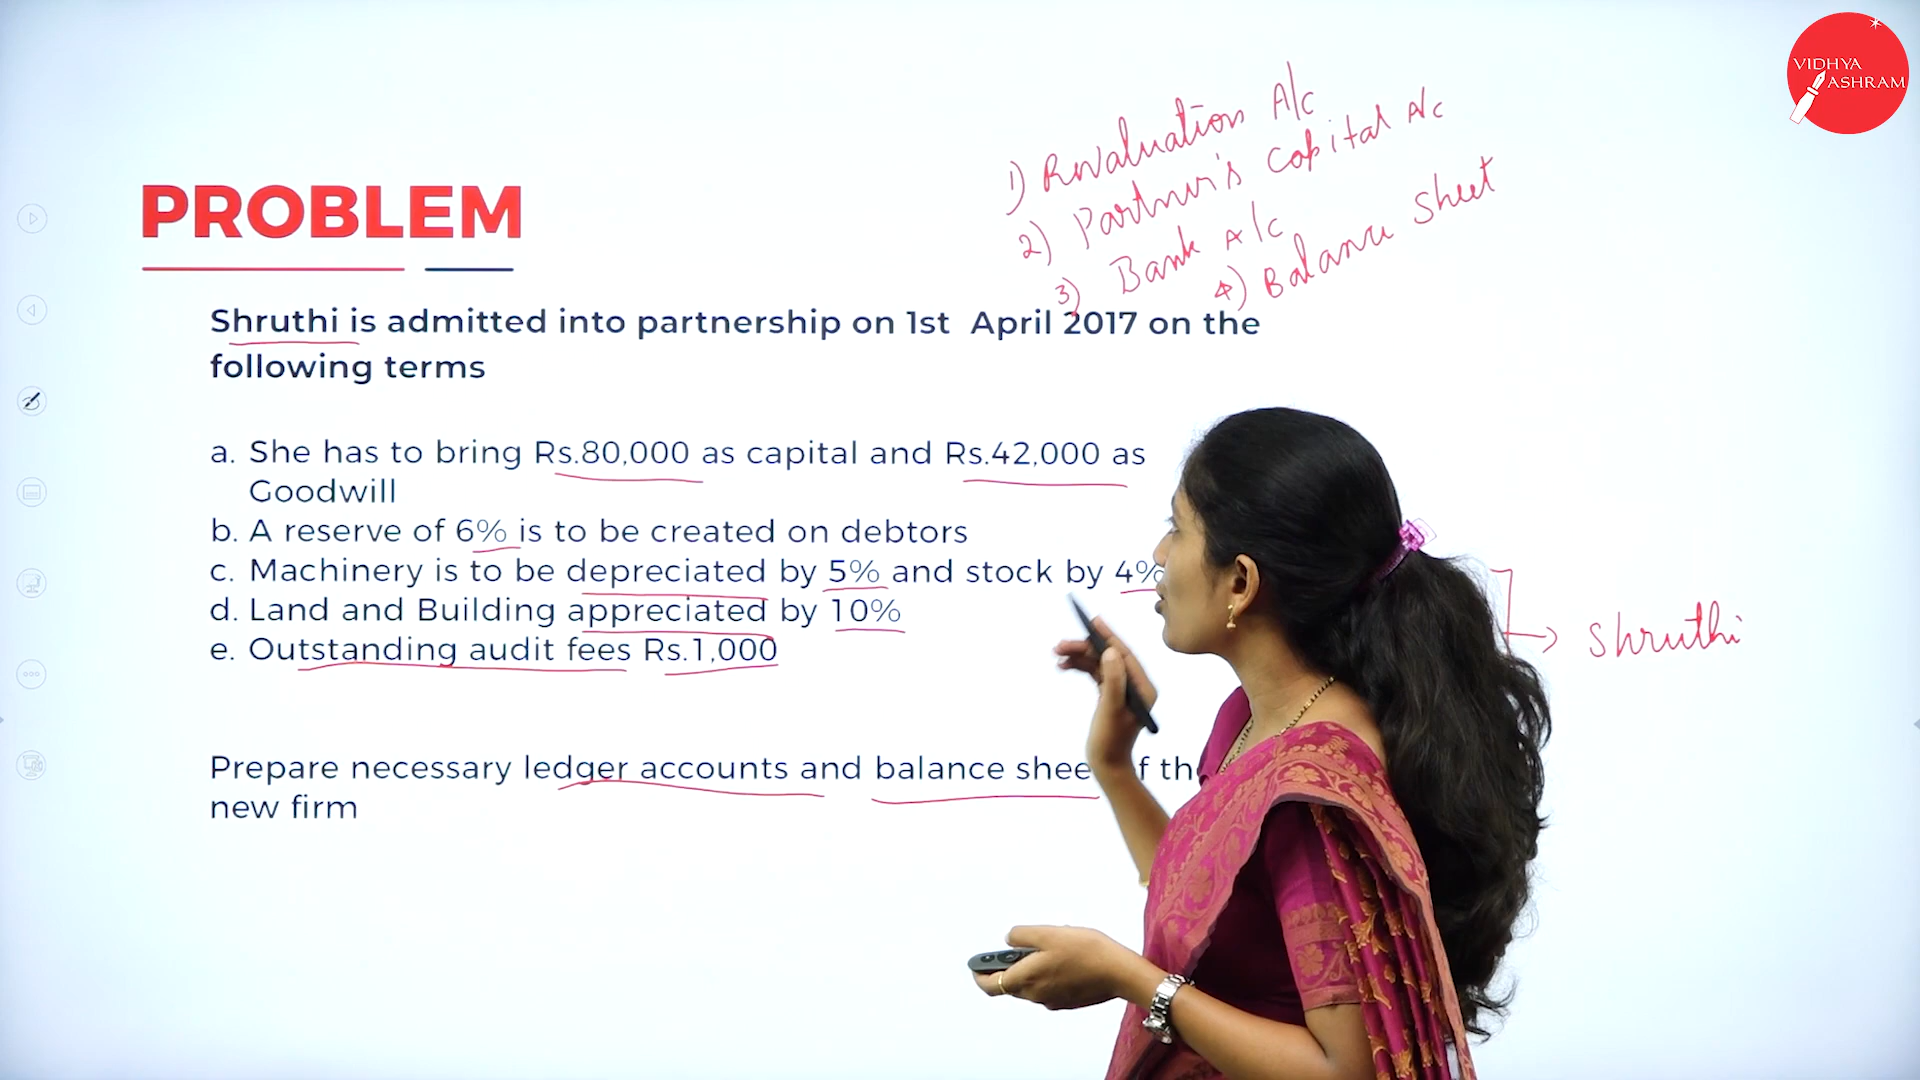 VIDHYA
ASHRAM
1) Revaluation A/c
2) Partner's Capital A/c
3) Bank A/c
4) Balance Sheet
PROBLEM
Shruthi is admitted into partnership on 1st April 2017 on the
following terms
a. She has to bring Rs.80,000 as capital and Rs.42,000 as
Goodwill
b. A reserve of 6% is to be created on debtors
c. Machinery is to be depreciated by 5% and stock by 4%
d. Land and Building appreciated by 10%
e. Outstanding audit fees Rs.1,000
Shruthi
Prepare necessary ledger accounts and balance
new firm